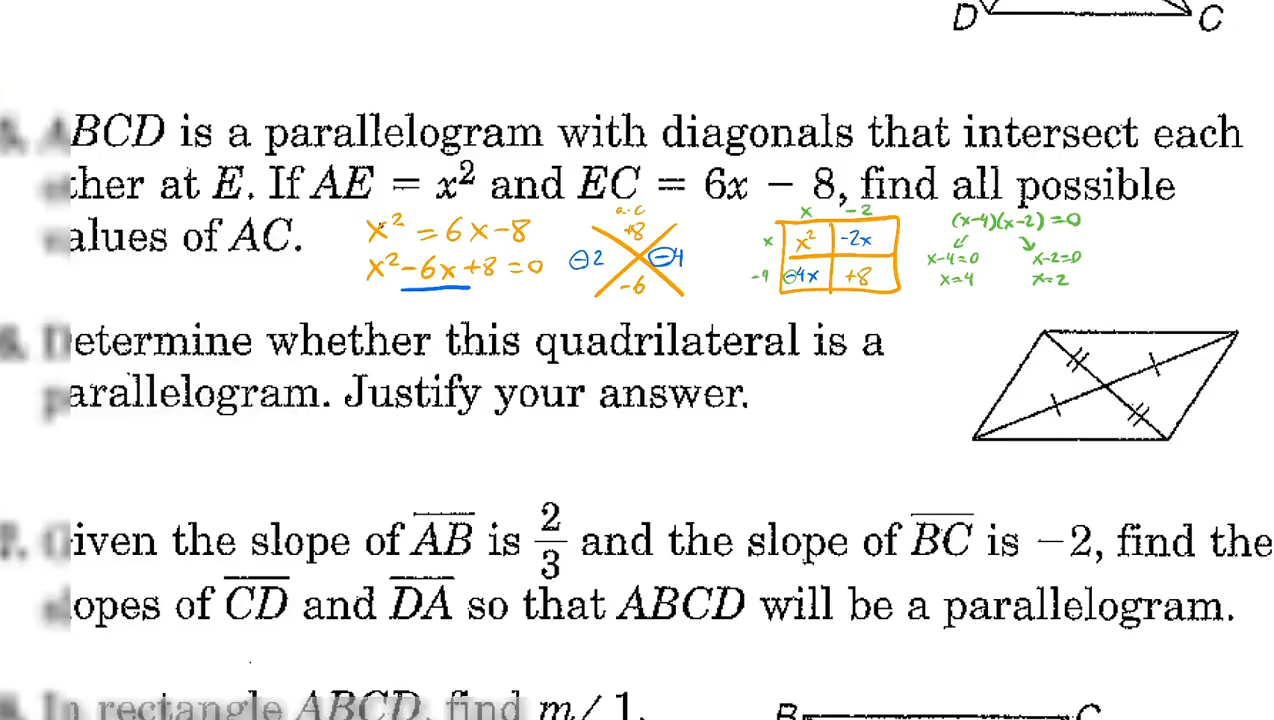 D C
BCD is a parallelogram with diagonals that intersect each
ther at E. If AE = x² and EC = 6x − 8, find all possible
alues of AC.
x² = 6x-8
x²-6x+8=0
a·c
+8
-2 -4
-6
x -2
x x² -2x
-4 -4x +8
(x-4)(x-2)=0
x-4=0 x-2=0
x=4 x=2
etermine whether this quadrilateral is a
arallelogram. Justify your answer.
iven the slope of AB is 2/3 and the slope of BC is −2, find the
lopes of CD and DA so that ABCD will be a parallelogram.
In rectangle ABCD, find m∠1.
B C